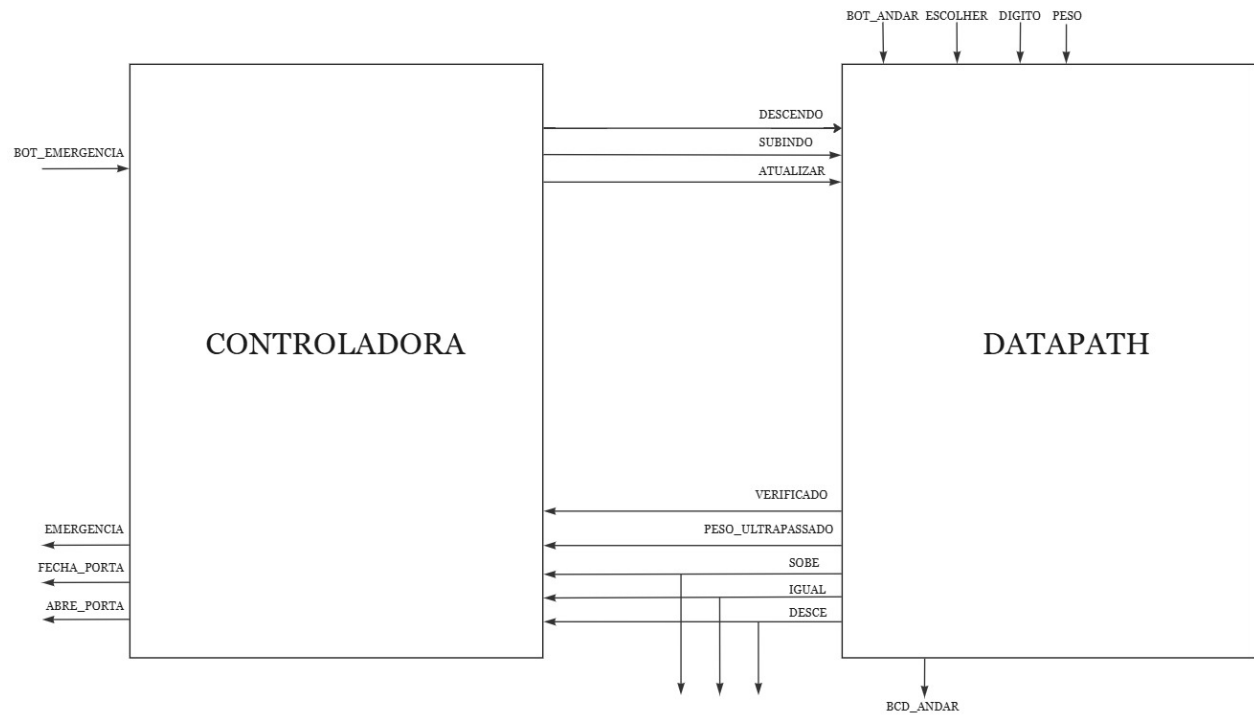 BOT_ANDAR ESCOLHER DIGITO PESO
DESCENDO
SUBINDO
BOT_EMERGENCIA
ATUALIZAR
CONTROLADORA
DATAPATH
VERIFICADO
PESO_ULTRAPASSADO
EMERGENCIA
SOBE
FECHA_PORTA
IGUAL
ABRE_PORTA
DESCE
BCD_ANDAR